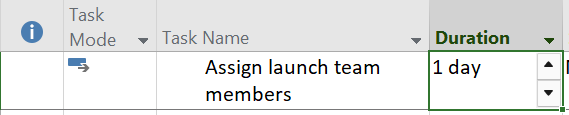 Task
Mode
Task Name
Duration
Assign launch team
members
1 day